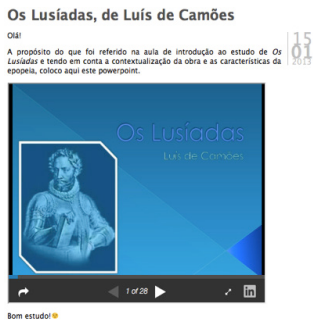 Os Lusíadas, de Luís de Camões
Olá!
15
01
2013
A propósito do que foi referido na aula de introdução ao estudo de Os
Lusíadas e tendo em conta a contextualização da obra e as características da
epopeia, coloco aqui este powerpoint.
Os Lusíadas
Luís de Camões
1 of 28
in
Bom estudo!